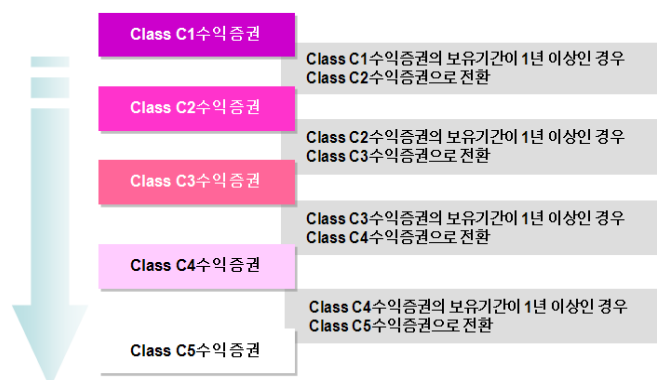 Class C1수익증권
Class C1수익증권의 보유기간이 1년 이상인 경우
Class C2수익증권으로 전환
Class C2수익증권
Class C2수익증권의 보유기간이 1년 이상인 경우
Class C3수익증권으로 전환
Class C3수익증권
Class C3수익증권의 보유기간이 1년 이상인 경우
Class C4수익증권으로 전환
Class C4수익증권
Class C4수익증권의 보유기간이 1년 이상인 경우
Class C5수익증권으로 전환
Class C5수익증권